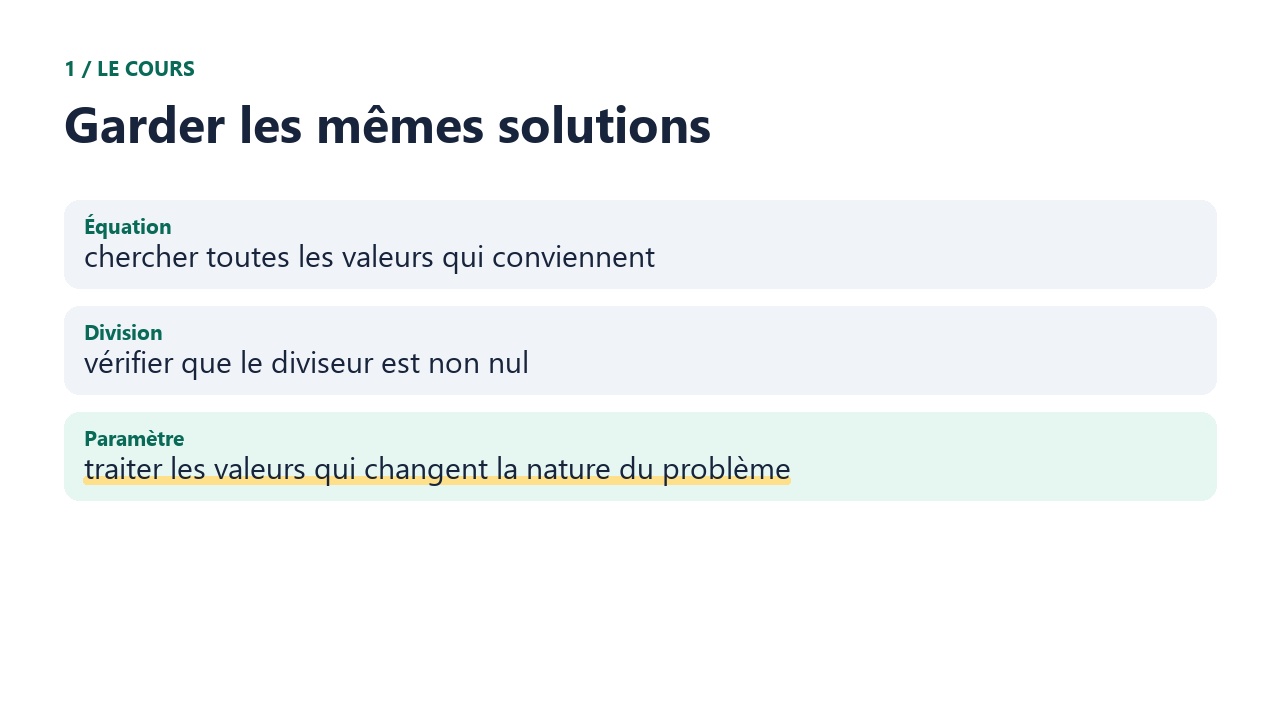 1 / LE COURS
Garder les mêmes solutions
Équation
chercher toutes les valeurs qui conviennent
Division
vérifier que le diviseur est non nul
Paramètre
traiter les valeurs qui changent la nature du problème